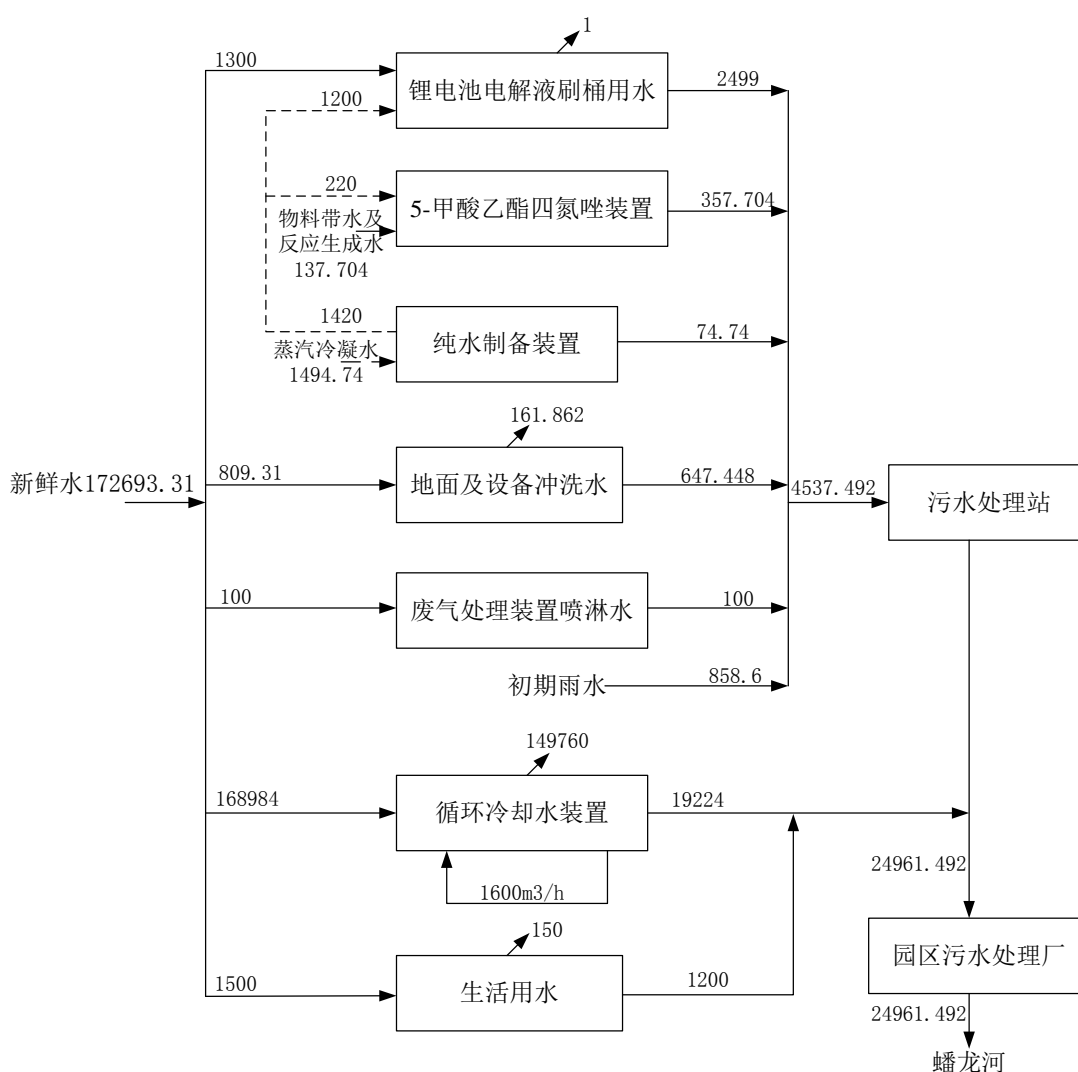 1
1300
锂电池电解液刷桶用水
2499
1200
220
5-甲酸乙酯四氮唑装置
357.704
物料带水及
反应生成水
137.704
1420
纯水制备装置
74.74
蒸汽冷凝水
1494.74
161.862
新鲜水172693.31
809.31
地面及设备冲洗水
647.448
4537.492
污水处理站
100
废气处理装置喷淋水
100
初期雨水
858.6
149760
168984
循环冷却水装置
19224
1600m3/h
24961.492
150
园区污水处理厂
1500
生活用水
1200
24961.492
蟠龙河